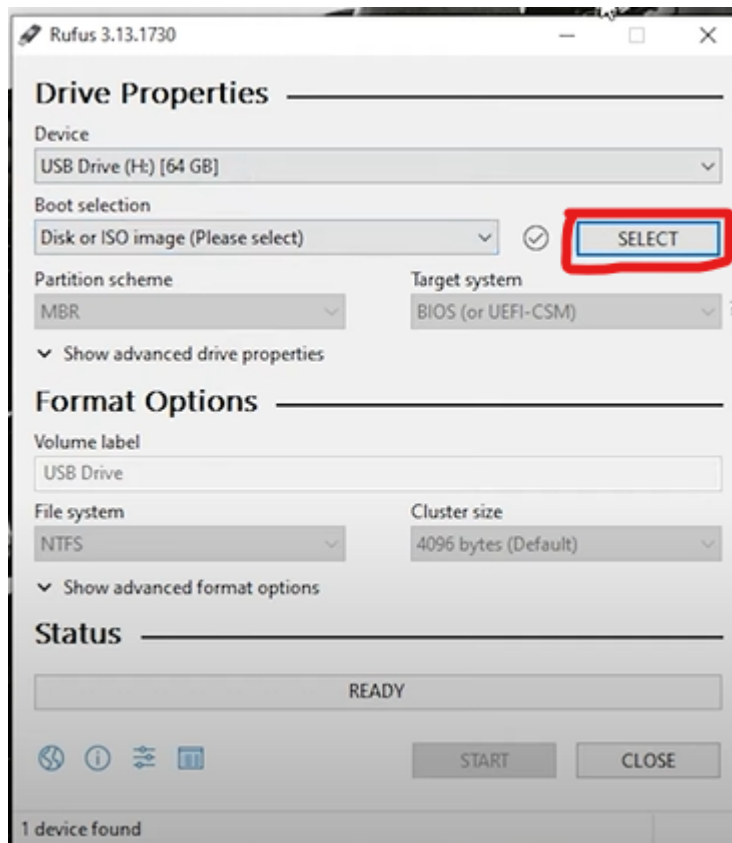 Rufus 3.13.1730
Drive Properties
Device
USB Drive (H:) [64 GB]
Boot selection
Disk or ISO image (Please select)
SELECT
Partition scheme
Target system
MBR
BIOS (or UEFI-CSM)
Show advanced drive properties
Format Options
Volume label
USB Drive
File system
Cluster size
NTFS
4096 bytes (Default)
Show advanced format options
Status
READY
START
CLOSE
1 device found